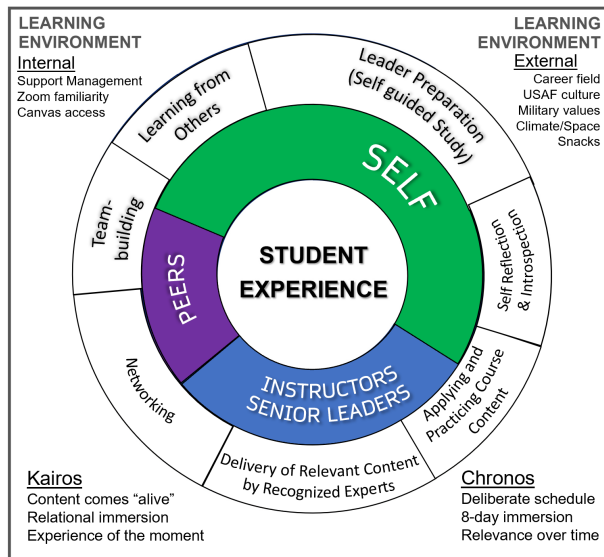 LEARNING
ENVIRONMENT
Internal
Support Management
Zoom familiarity
Canvas access
LEARNING
ENVIRONMENT
External
Career field
USAF culture
Military values
Climate/Space
Snacks
Learning from
Others
Leader Preparation
(Self guided Study)
Team-
building
SELF
PEERS
STUDENT
EXPERIENCE
Self Reflection
& Introspection
INSTRUCTORS
SENIOR LEADERS
Networking
Applying and
Practicing Course
Content
Delivery of Relevant Content
by Recognized Experts
Kairos
Content comes “alive”
Relational immersion
Experience of the moment
Chronos
Deliberate schedule
8-day immersion
Relevance over time